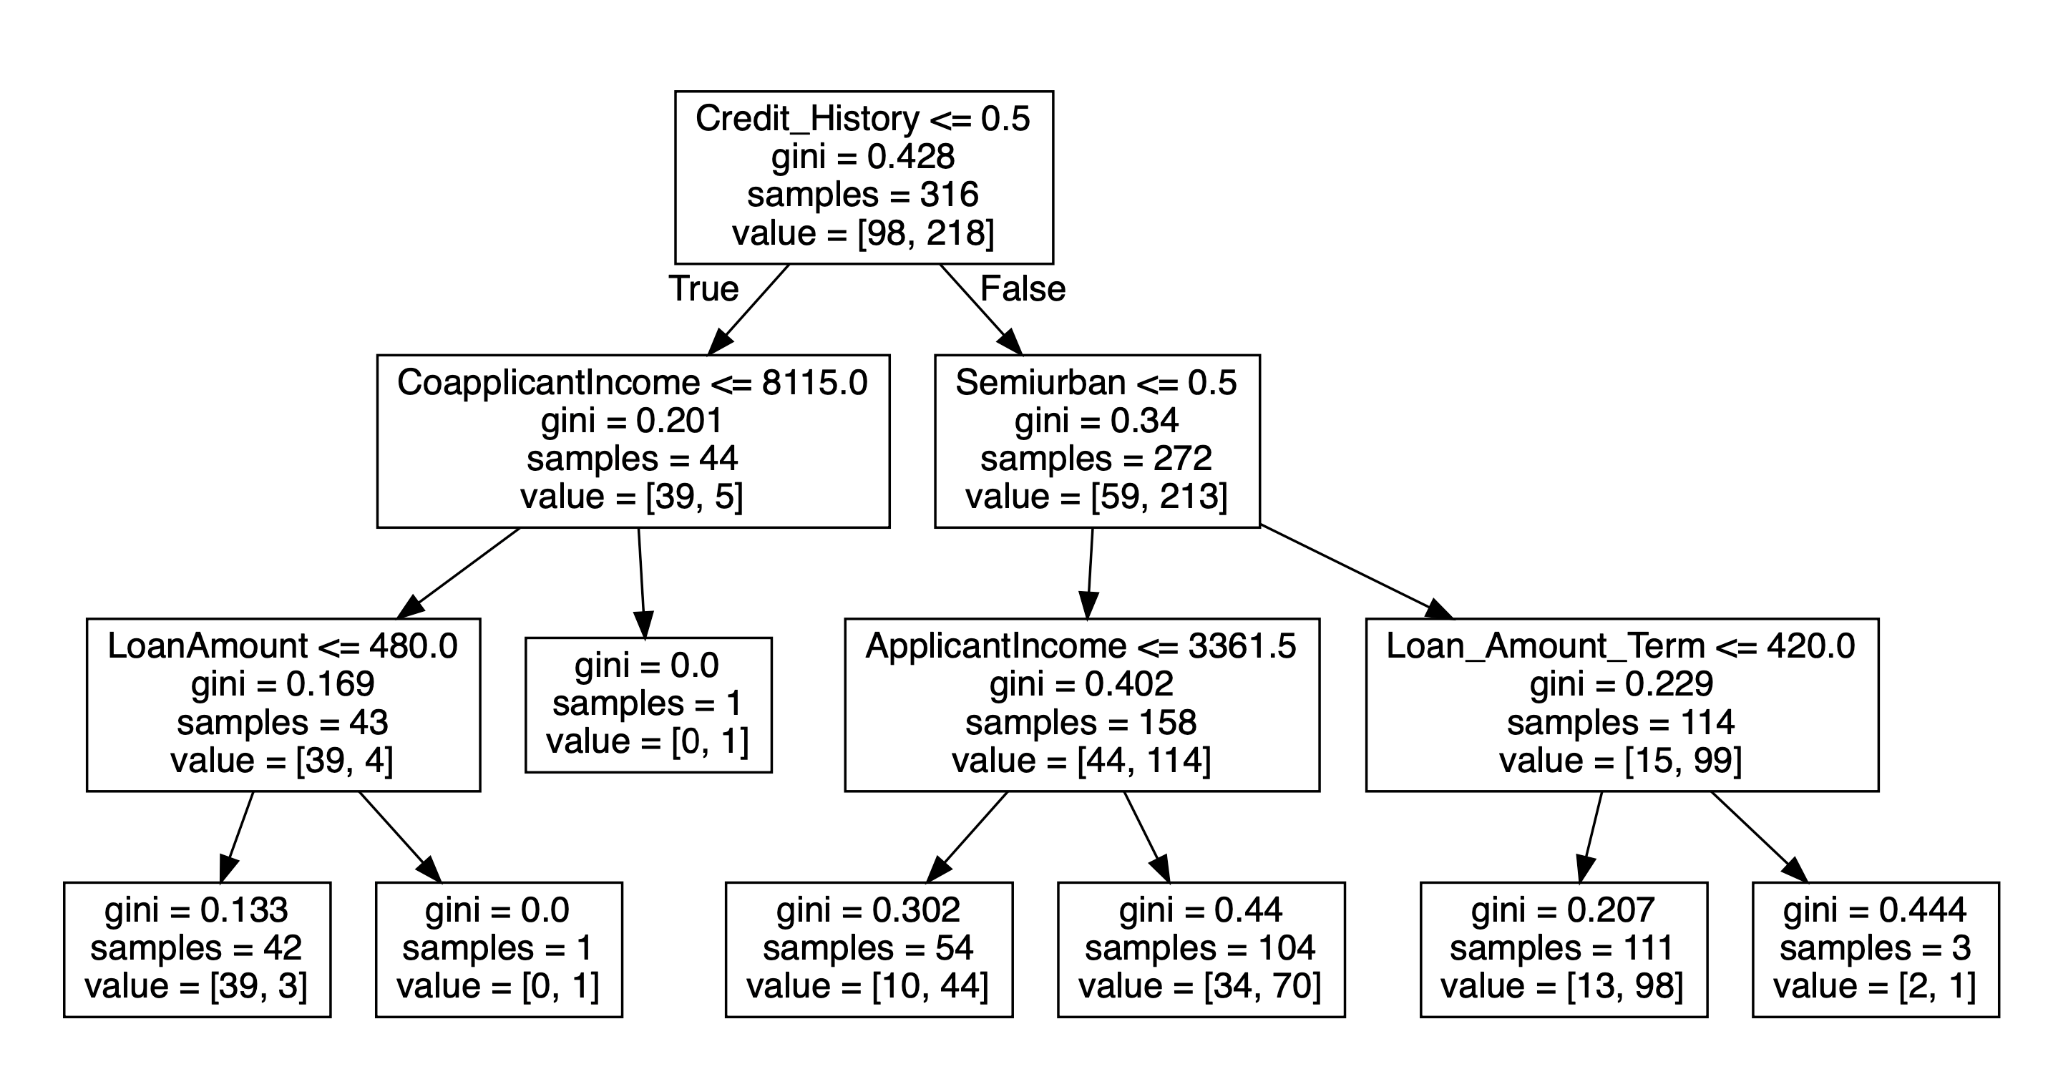 Credit_History <= 0.5
gini = 0.428
samples = 316
value = [98, 218]
True
False
CoapplicantIncome <= 8115.0
gini = 0.201
samples = 44
value = [39, 5]
Semiurban <= 0.5
gini = 0.34
samples = 272
value = [59, 213]
LoanAmount <= 480.0
gini = 0.169
samples = 43
value = [39, 4]
gini = 0.0
samples = 1
value = [0, 1]
ApplicantIncome <= 3361.5
gini = 0.402
samples = 158
value = [44, 114]
Loan_Amount_Term <= 420.0
gini = 0.229
samples = 114
value = [15, 99]
gini = 0.133
samples = 42
value = [39, 3]
gini = 0.0
samples = 1
value = [0, 1]
gini = 0.302
samples = 54
value = [10, 44]
gini = 0.44
samples = 104
value = [34, 70]
gini = 0.207
samples = 111
value = [13, 98]
gini = 0.444
samples = 3
value = [2, 1]